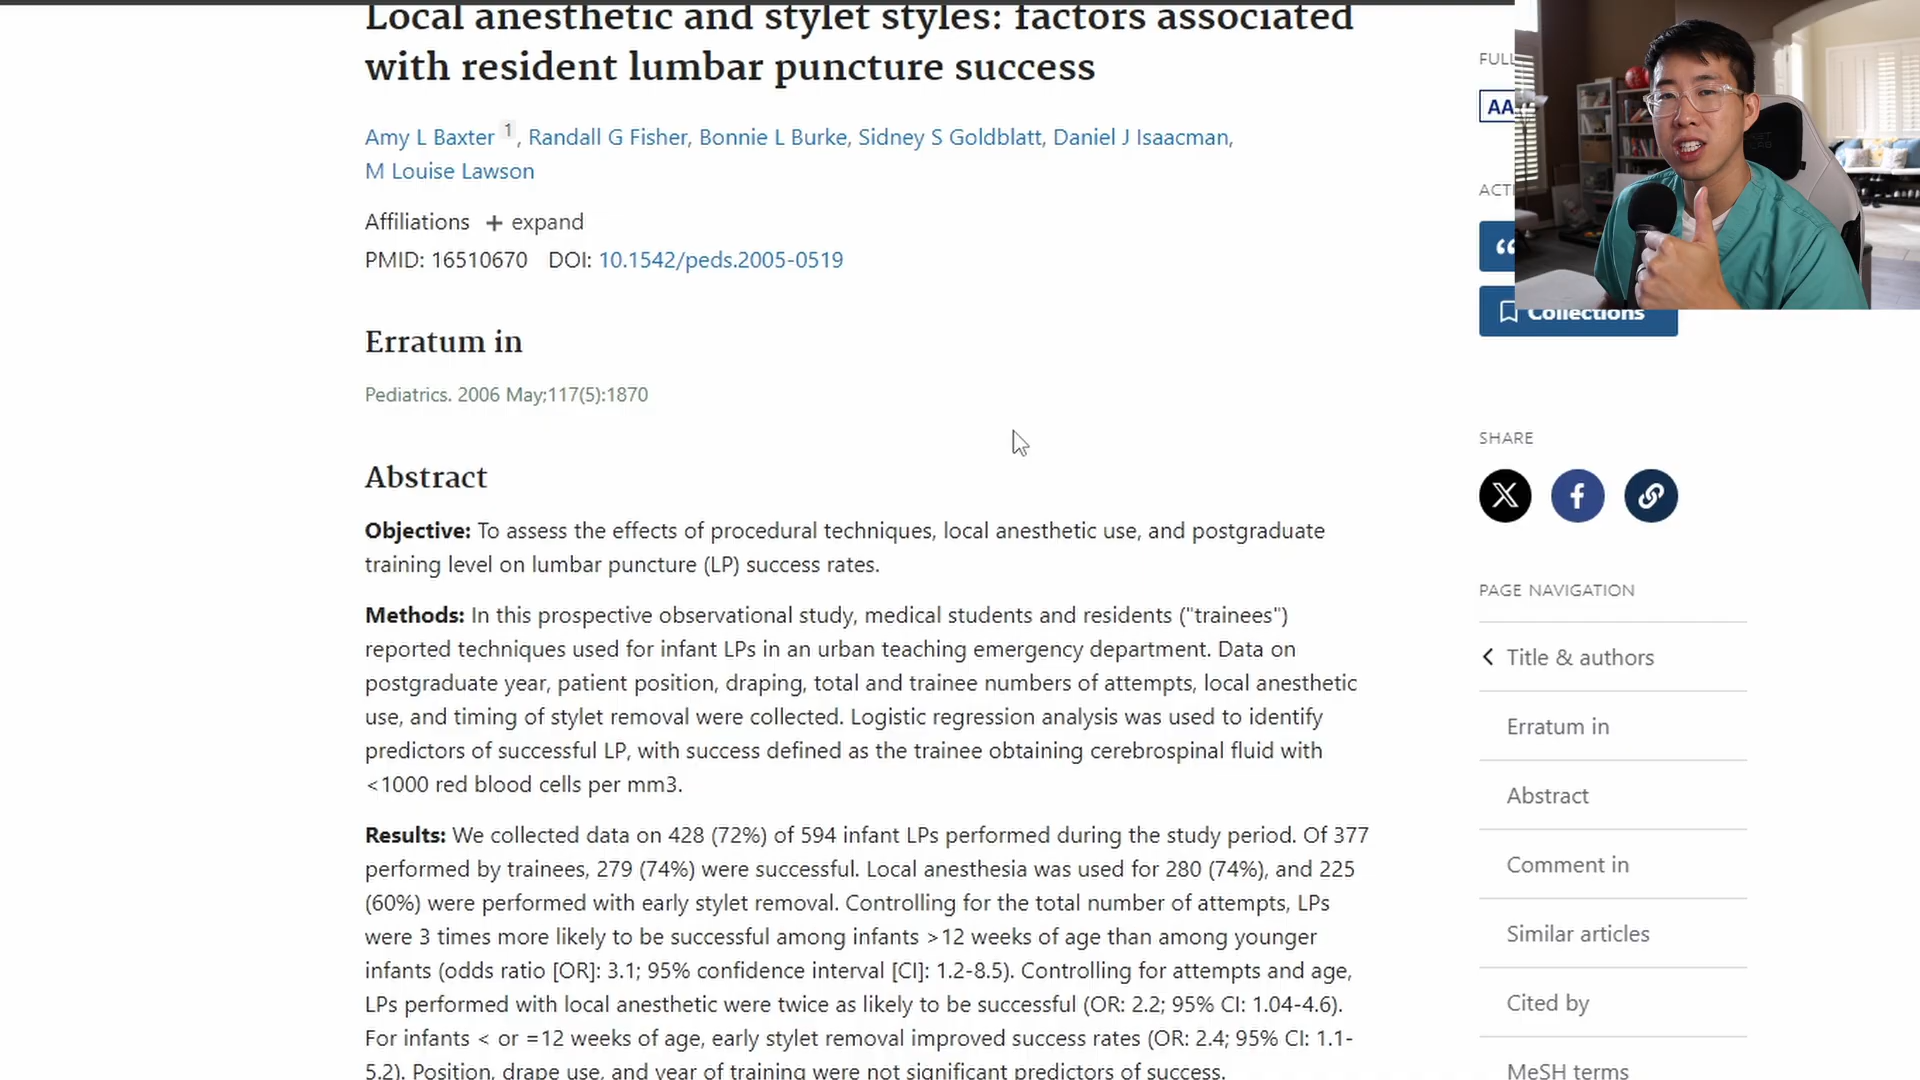 Local anesthetic and stylet styles: factors associated
with resident lumbar puncture success
Amy L Baxter 1, Randall G Fisher, Bonnie L Burke, Sidney S Goldblatt, Daniel J Isaacman,
M Louise Lawson
Affiliations + expand
PMID: 16510670 DOI: 10.1542/peds.2005-0519
Erratum in
Pediatrics. 2006 May;117(5):1870
Abstract
Objective: To assess the effects of procedural techniques, local anesthetic use, and postgraduate
training level on lumbar puncture (LP) success rates.
Methods: In this prospective observational study, medical students and residents ("trainees")
reported techniques used for infant LPs in an urban teaching emergency department. Data on
postgraduate year, patient position, draping, total and trainee numbers of attempts, local anesthetic
use, and timing of stylet removal were collected. Logistic regression analysis was used to identify
predictors of successful LP, with success defined as the trainee obtaining cerebrospinal fluid with
<1000 red blood cells per mm3.
Results: We collected data on 428 (72%) of 594 infant LPs performed during the study period. Of 377
performed by trainees, 279 (74%) were successful. Local anesthesia was used for 280 (74%), and 225
(60%) were performed with early stylet removal. Controlling for the total number of attempts, LPs
were 3 times more likely to be successful among infants >12 weeks of age than among younger
infants (odds ratio [OR]: 3.1; 95% confidence interval [CI]: 1.2-8.5). Controlling for attempts and age,
LPs performed with local anesthetic were twice as likely to be successful (OR: 2.2; 95% CI: 1.04-4.6).
For infants < or =12 weeks of age, early stylet removal improved success rates (OR: 2.4; 95% CI: 1.1-
5.2). Position, drape use, and year of training were not significant predictors of success.
FULL
AA
ACTI
Collections
SHARE
PAGE NAVIGATION
Title & authors
Erratum in
Abstract
Comment in
Similar articles
Cited by
MeSH terms